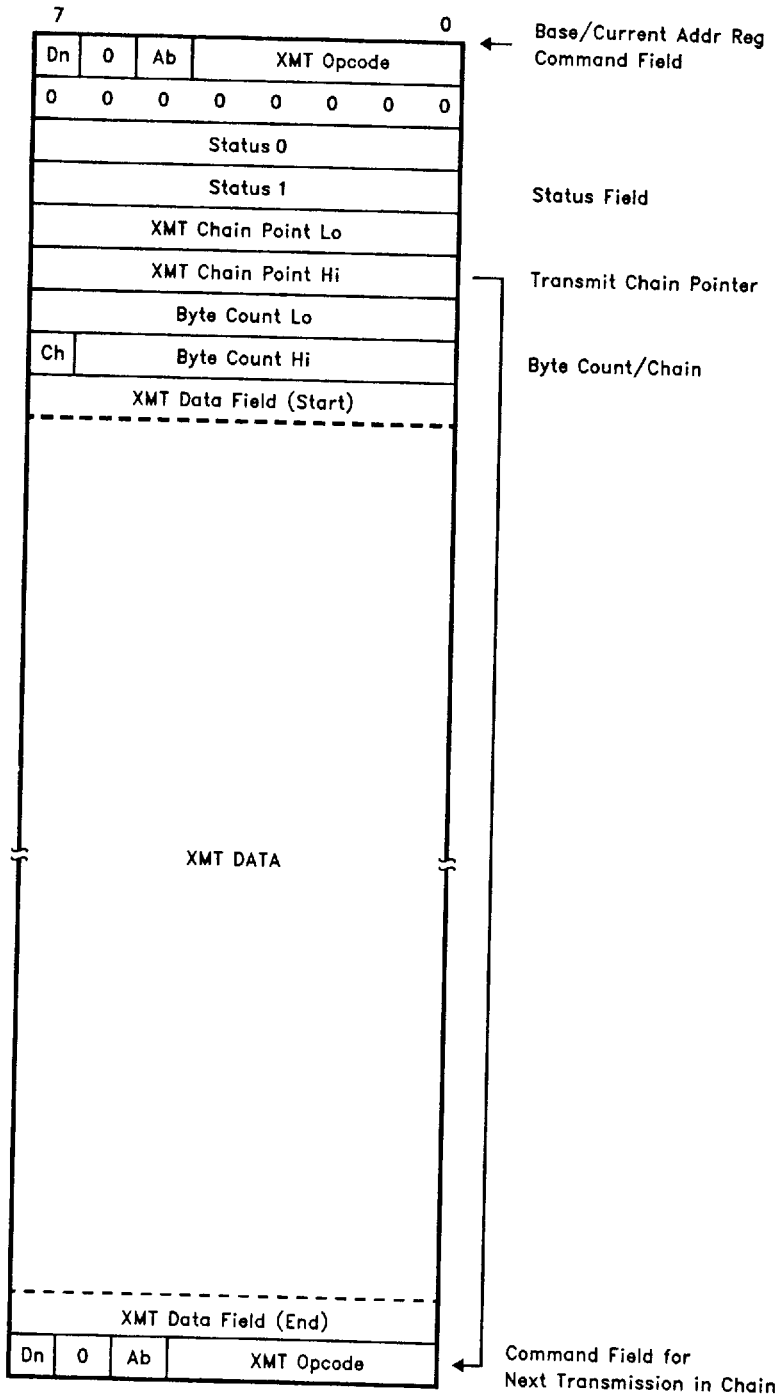 7 0
Base/Current Addr Reg
Command Field
Dn 0 Ab XMT Opcode
0 0 0 0 0 0 0 0
Status 0
Status 1
Status Field
XMT Chain Point Lo
XMT Chain Point Hi
Transmit Chain Pointer
Byte Count Lo
Ch Byte Count Hi
Byte Count/Chain
XMT Data Field (Start)
XMT DATA
XMT Data Field (End)
Dn 0 Ab XMT Opcode
Command Field for
Next Transmission in Chain